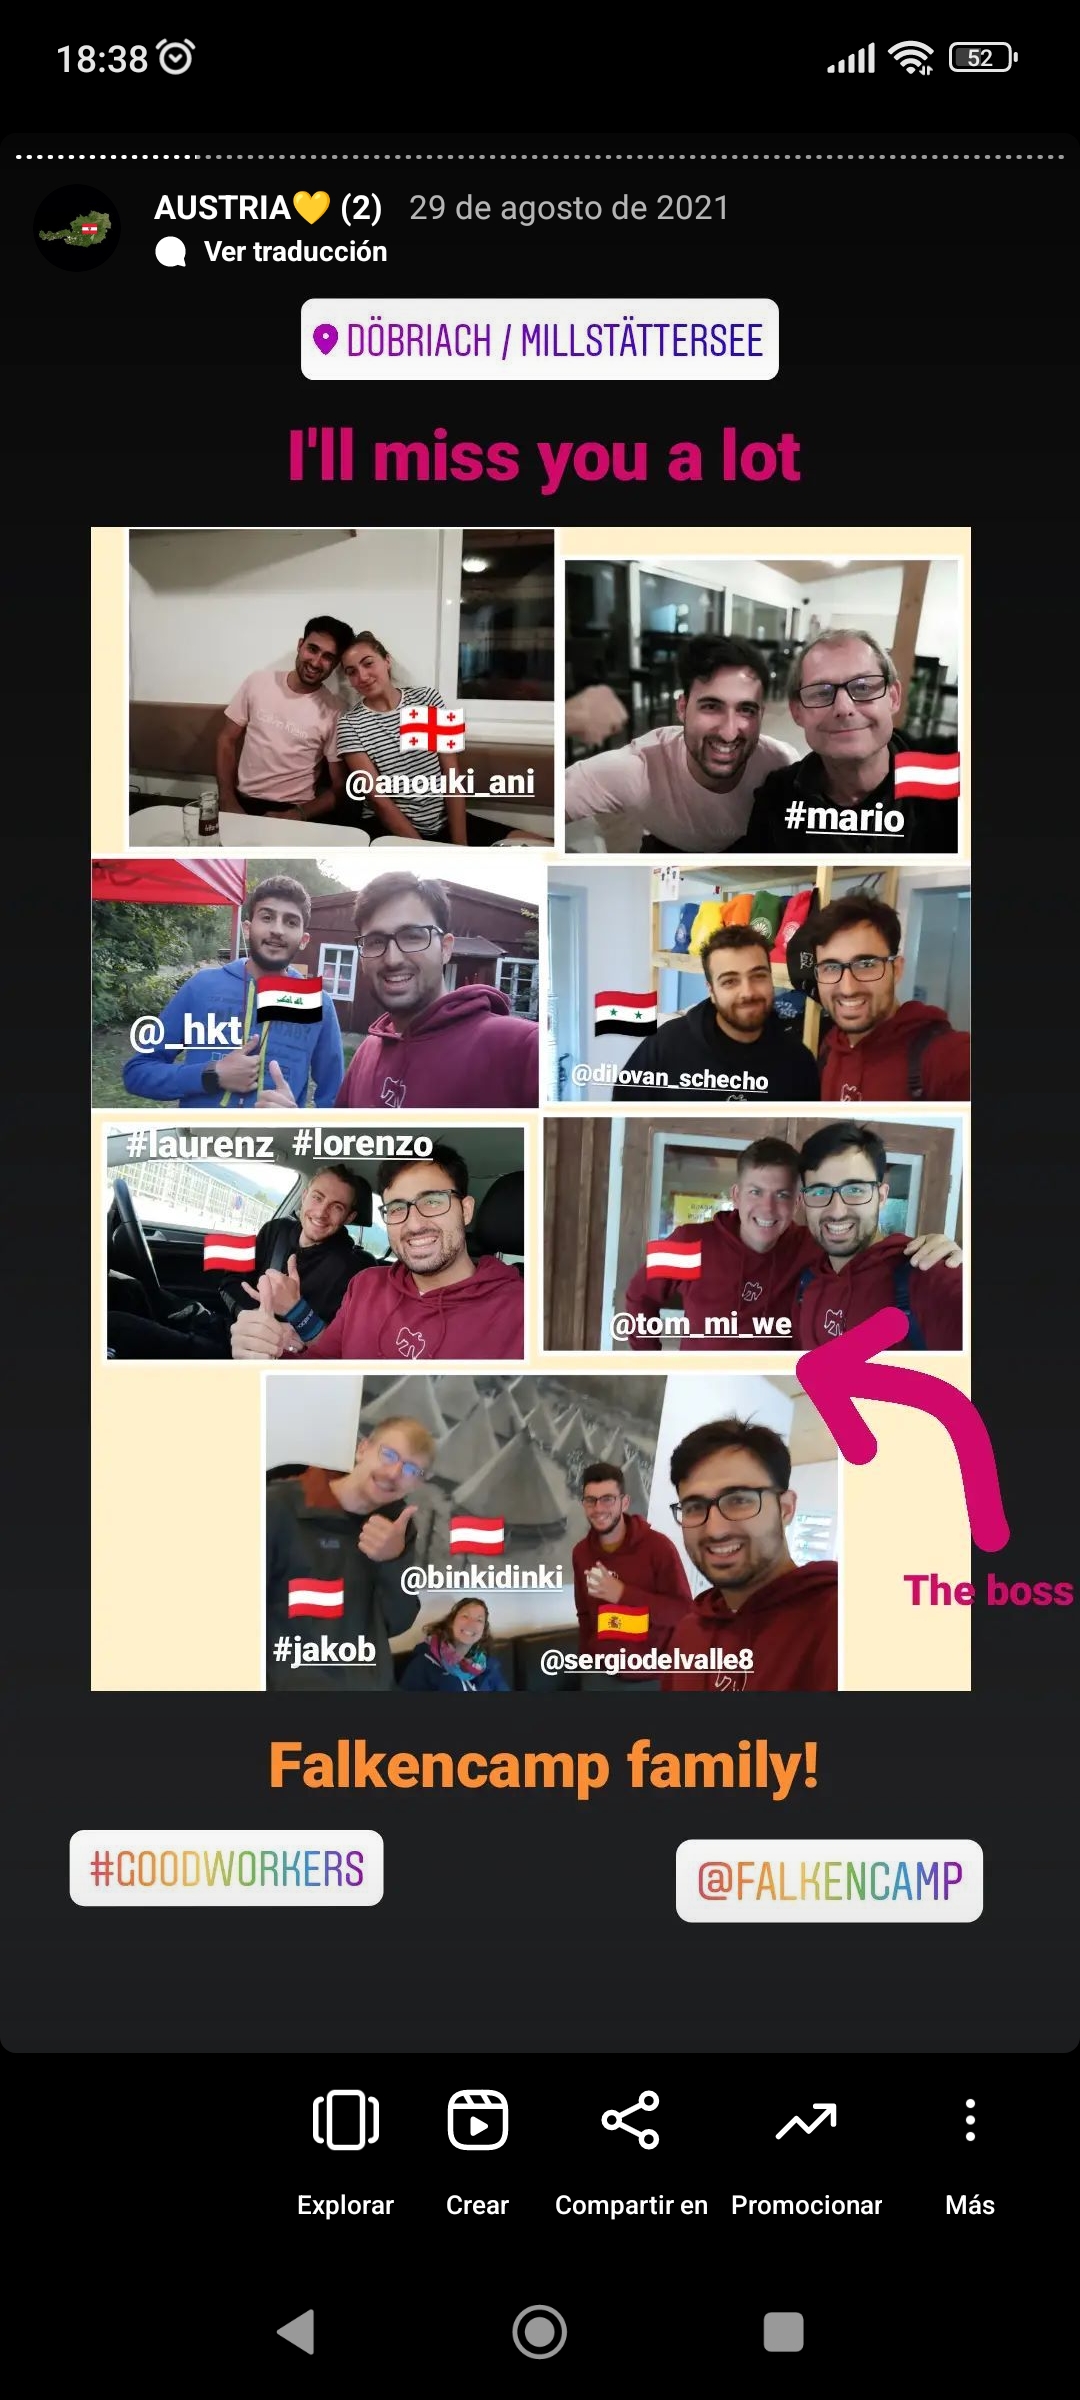 18:38
52
AUSTRIA💛 (2) 29 de agosto de 2021
Ver traducción
DÖBRIACH / MILLSTÄTTERSEE
I'll miss you a lot
@anouki_ani
#mario
@_hkt
@dilovan_schecho
#laurenz #lorenzo
@tom_mi_we
@binkidinki
#jakob
@sergiodelvalle8
The boss
Falkencamp family!
#GOODWORKERS
@FALKENCAMP
Explorar
Crear
Compartir en
Promocionar
Más